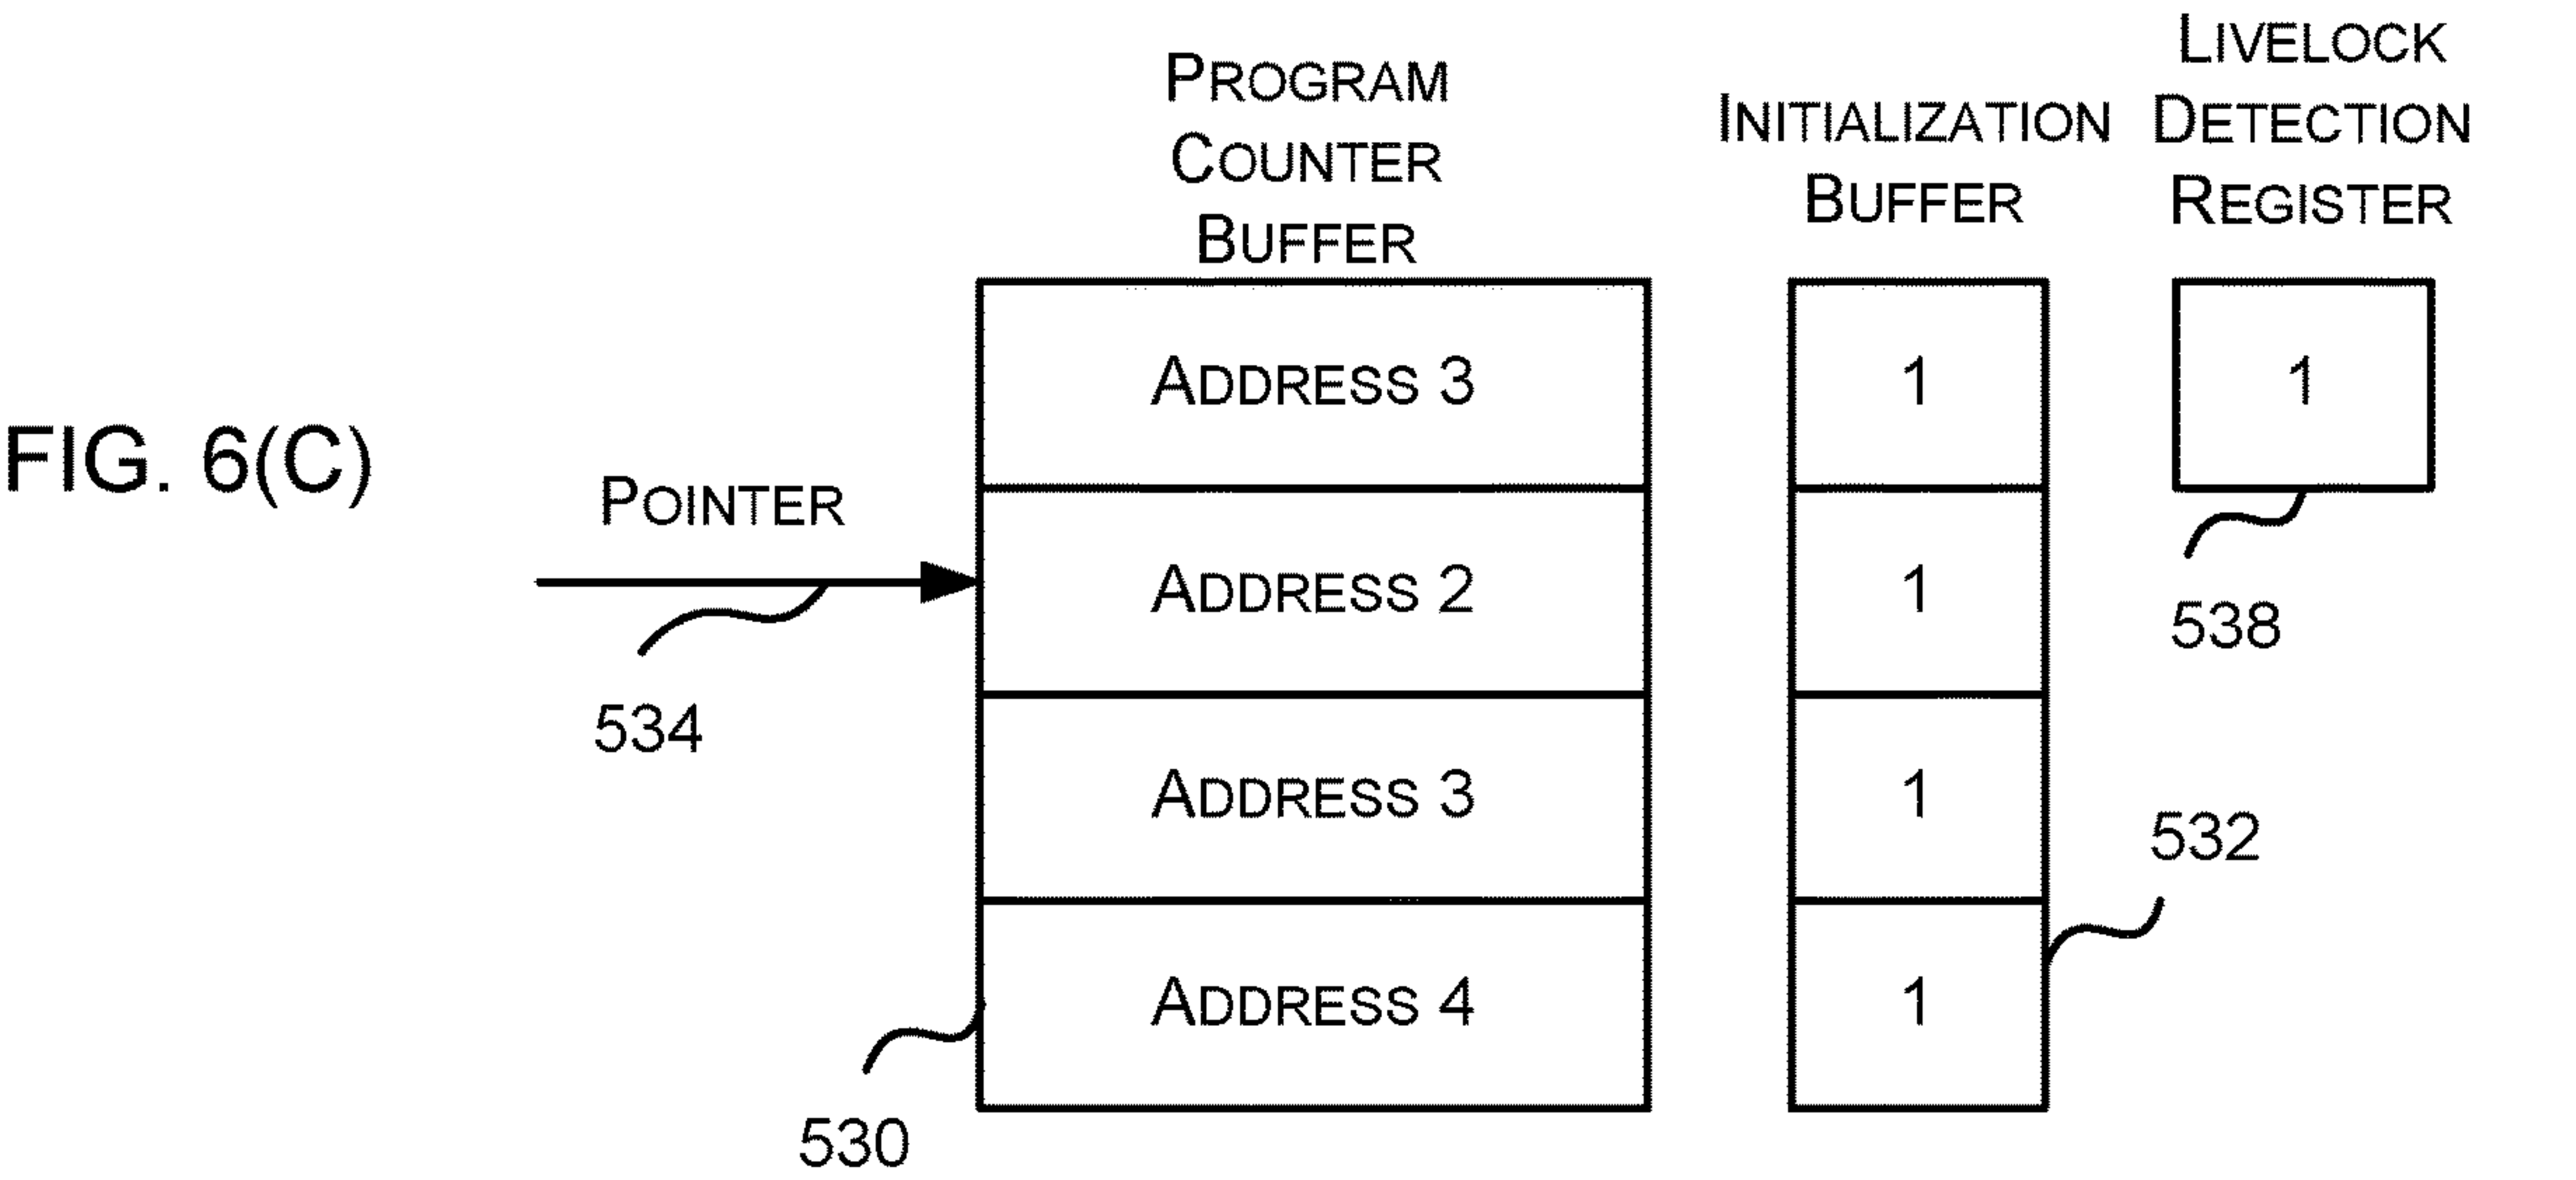 LIVELOCK
DETECTION
REGISTER
PROGRAM
COUNTER
BUFFER
INITIALIZATION
BUFFER
FIG. 6(C)
POINTER
534
ADDRESS 3
1
1
ADDRESS 2
1
538
ADDRESS 3
1
532
ADDRESS 4
1
530